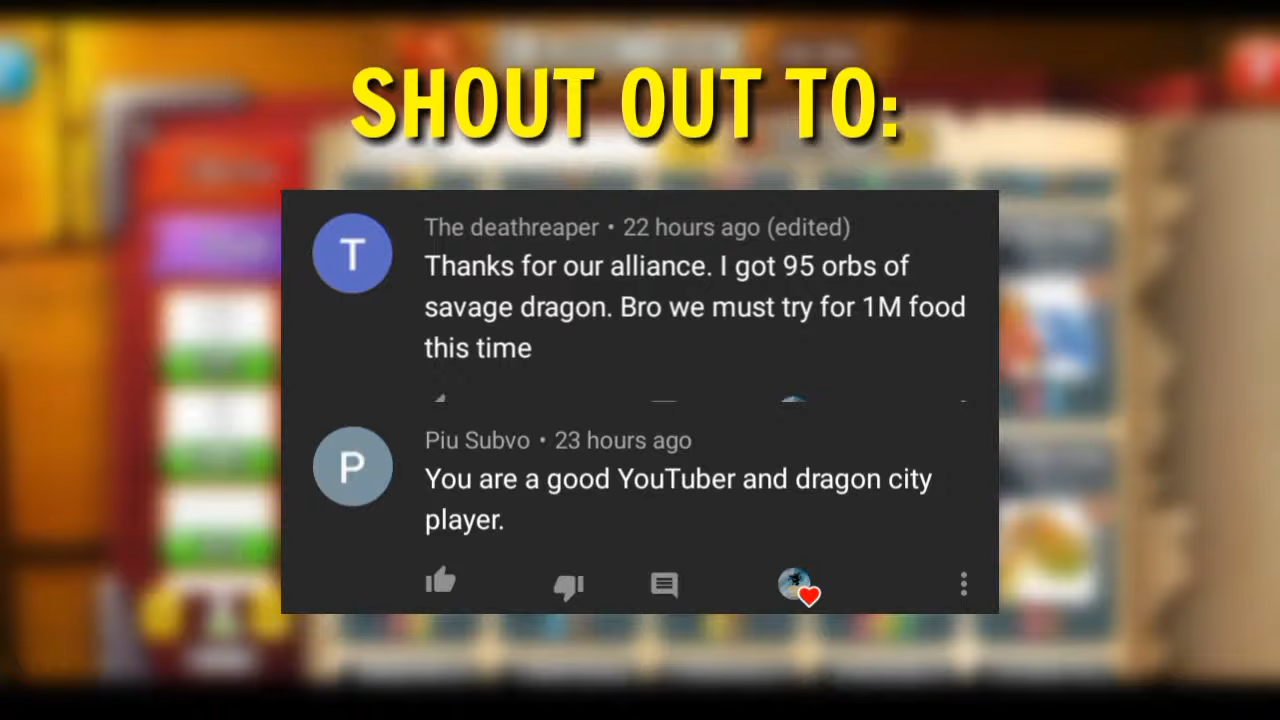 SHOUT OUT TO:
T
The deathreaper • 22 hours ago (edited)
Thanks for our alliance. I got 95 orbs of
savage dragon. Bro we must try for 1M food
this time
P
Piu Subvo • 23 hours ago
You are a good YouTuber and dragon city
player.